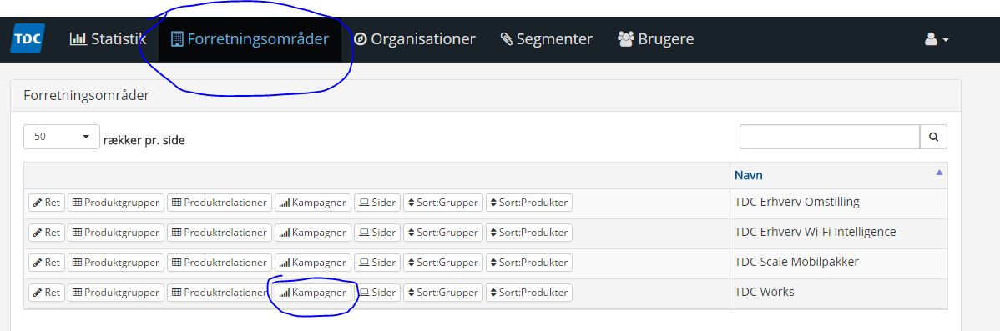 TDC Statistik Forretningsområder Organisationer Segmenter Brugere
Forretningsområder
50 rækker pr. side
Navn
Ret Produktgrupper Produktrelationer Kampagner Sider Sort:Grupper Sort:Produkter TDC Erhverv Omstilling
Ret Produktgrupper Produktrelationer Kampagner Sider Sort:Grupper Sort:Produkter TDC Erhverv Wi-Fi Intelligence
Ret Produktgrupper Produktrelationer Kampagner Sider Sort:Grupper Sort:Produkter TDC Scale Mobilpakker
Ret Produktgrupper Produktrelationer Kampagner Sider Sort:Grupper Sort:Produkter TDC Works